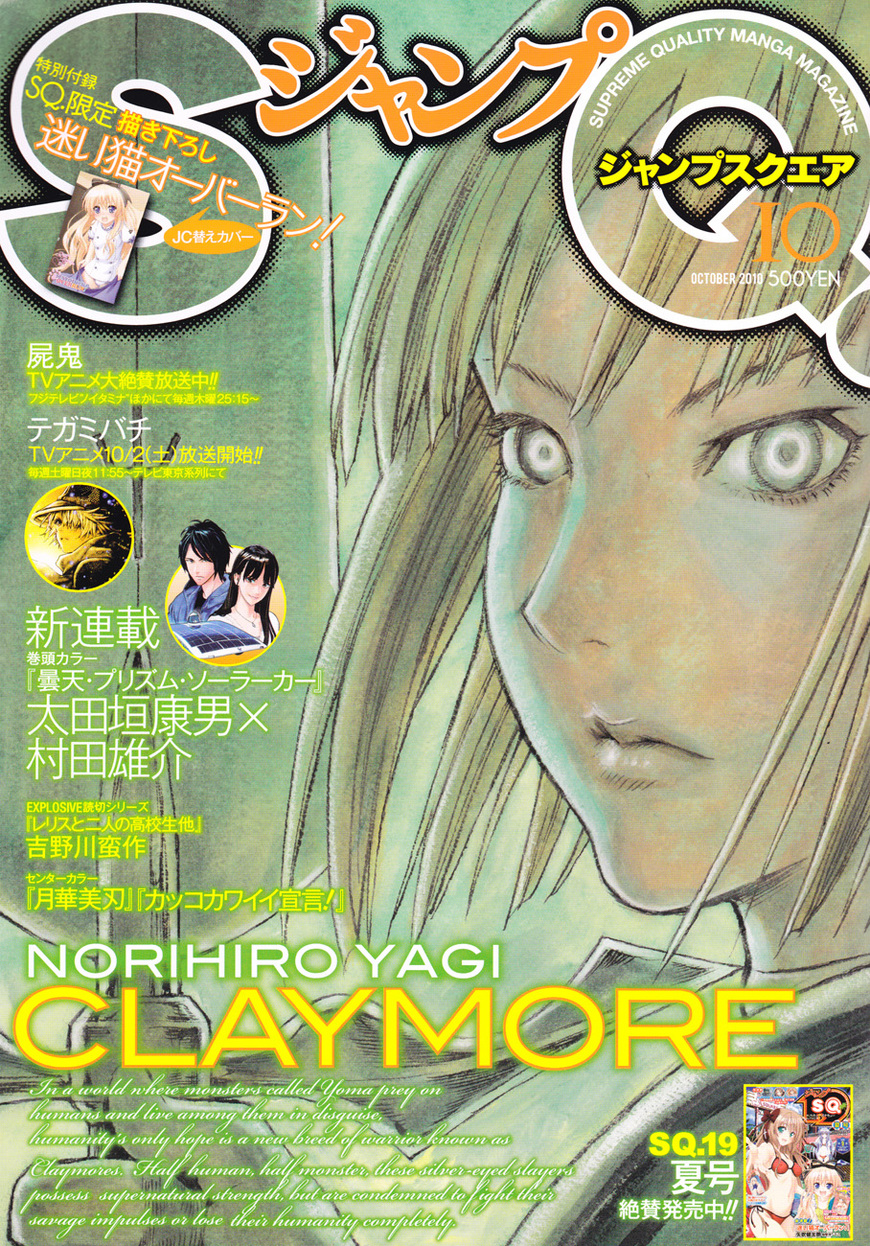 SQ.
ジャンプ
SUPREME QUALITY MANGA MAGAZINE
ジャンプスクエア
10
OCTOBER 2010 500YEN
特別付録
SQ.限定描き下ろし
迷い猫オーバーラン!
JC替えカバー
屍鬼
TVアニメ大絶賛放送中!!
フジテレビ"ノイタミナ"ほかにて毎週木曜25:15〜
テガミバチ
TVアニメ10/2(土)放送開始!!
毎週土曜日夜11:55〜テレビ東京系列にて
新連載
巻頭カラー
『曇天・プリズム・ソーラーカー』
太田垣康男×
村田雄介
EXPLOSIVE読切シリーズ
『レリスと二人の高校生他』
吉野川蛮作
センターカラー
『月華美刃』『カッコカワイイ宣言!』
NORIHIRO YAGI
CLAYMORE
In a world where monsters called Yoma prey on
humans and live among them in disguise,
humanity's only hope is a new breed of warrior known as
Claymores. Half human, half monster, these silver-eyed slayers
possess supernatural strength, but are condemned to fight their
savage impulses or lose their humanity completely.
SQ.19
夏号
絶賛発売中!!
SQ